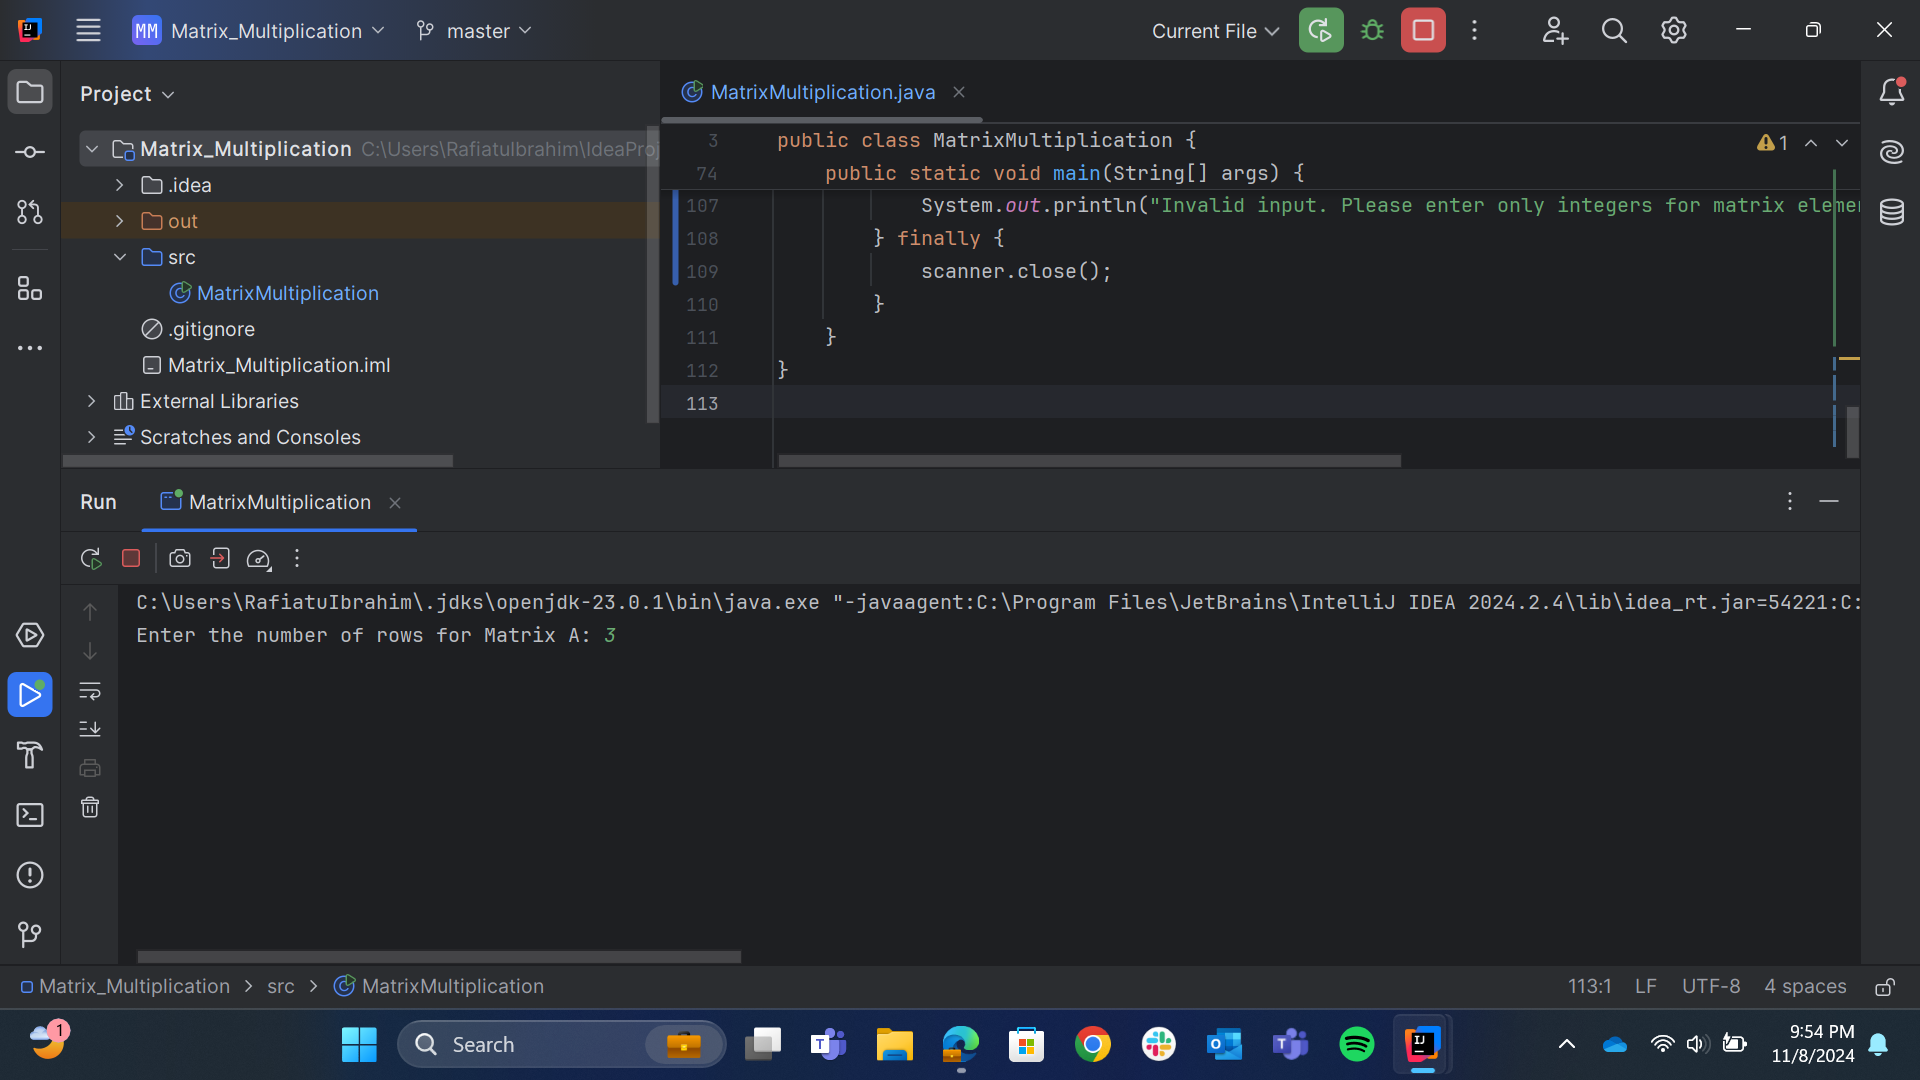 MM Matrix_Multiplication master Current File
Project
MatrixMultiplication.java
Matrix_Multiplication C:\Users\RafiatuIbrahim\IdeaProj
.idea
out
src
MatrixMultiplication
.gitignore
Matrix_Multiplication.iml
External Libraries
Scratches and Consoles
3 public class MatrixMultiplication {
1
74 public static void main(String[] args) {
107 System.out.println("Invalid input. Please enter only integers for matrix elemen
108 } finally {
109 scanner.close();
110 }
111 }
112 }
113
Run MatrixMultiplication
C:\Users\RafiatuIbrahim\.jdks\openjdk-23.0.1\bin\java.exe "-javaagent:C:\Program Files\JetBrains\IntelliJ IDEA 2024.2.4\lib\idea_rt.jar=54221:C:
Enter the number of rows for Matrix A: 3
Matrix_Multiplication > src > MatrixMultiplication
113:1 LF UTF-8 4 spaces
1
Search
9:54 PM
11/8/2024